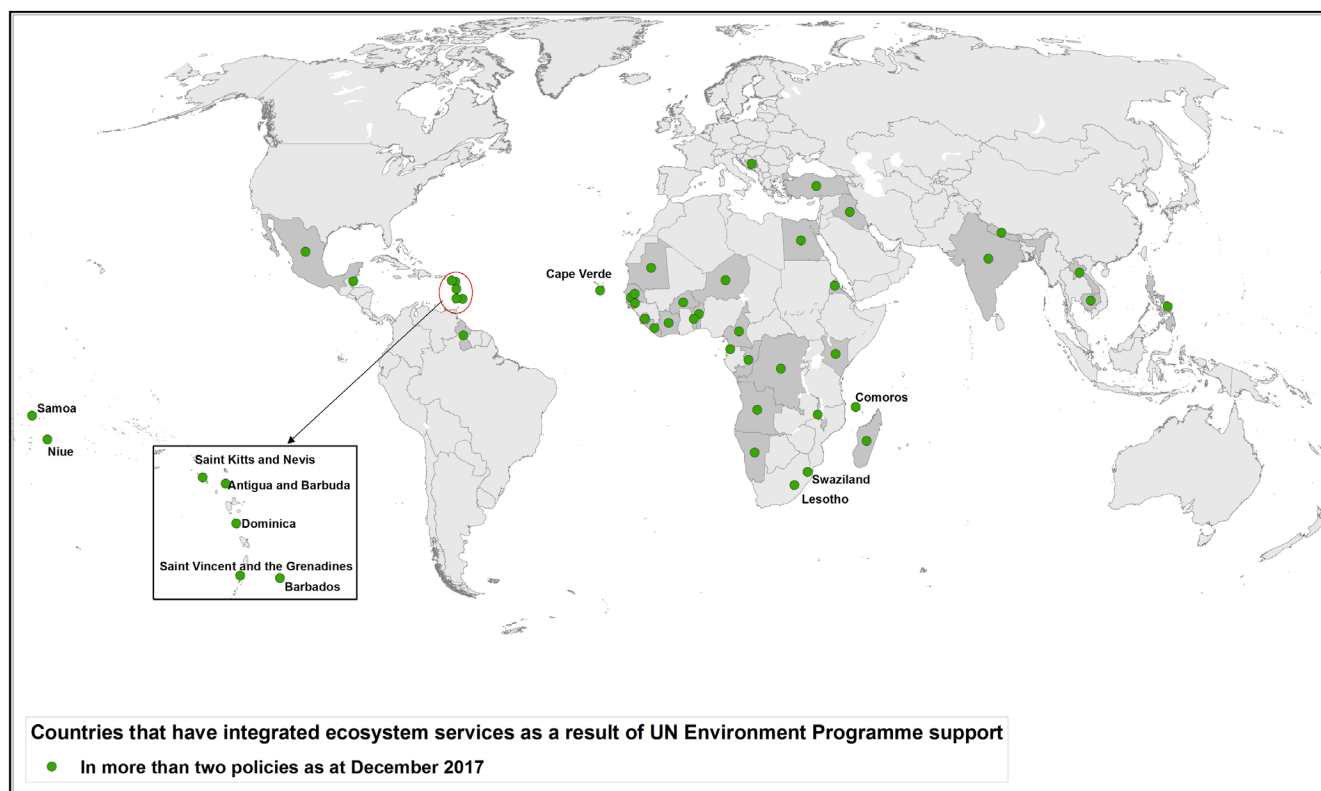 Cape Verde
Comoros
Samoa
Niue
Swaziland
Lesotho
Saint Kitts and Nevis
Antigua and Barbuda
Dominica
Saint Vincent and the Grenadines
Barbados
Countries that have integrated ecosystem services as a result of UN Environment Programme support
In more than two policies as at December 2017